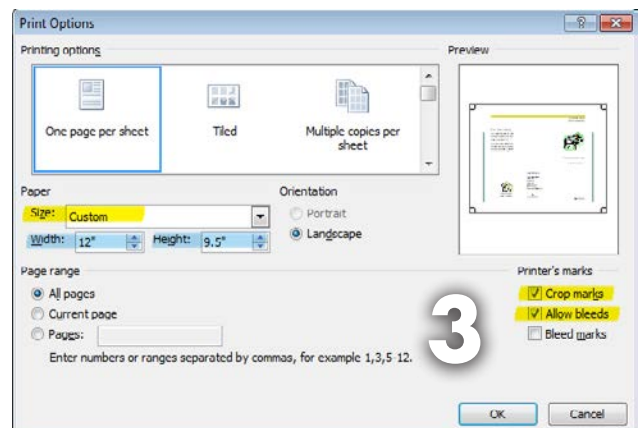 Print Options
Printing options
Preview
One page per sheet
Tiled
Multiple copies per
sheet
Paper
Size: Custom
Width: 12" Height: 9.5"
Orientation
Portrait
Landscape
Page range
All pages
Current page
Pages:
Enter numbers or ranges separated by commas, for example 1,3,5-12.
3
Printer's marks
Crop marks
Allow bleeds
Bleed marks
OK
Cancel